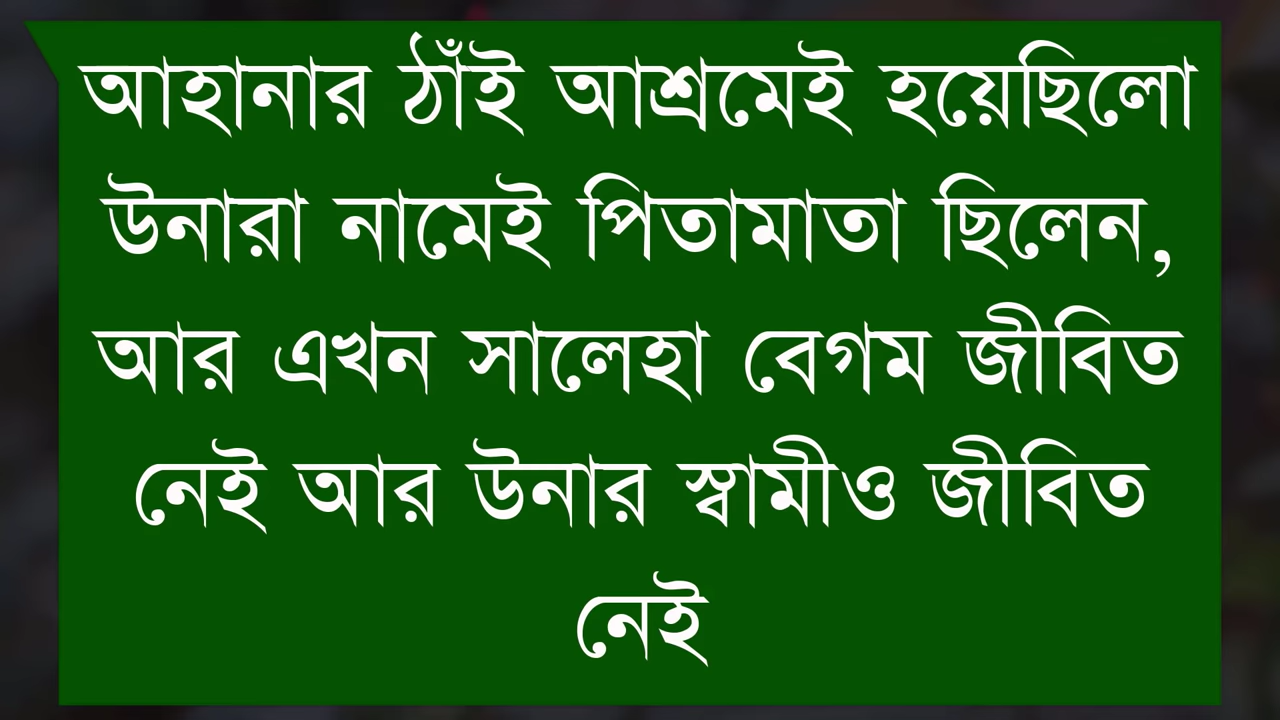 আহানার ঠাঁই আশ্রমেই হয়েছিলো
উনারা নামেই পিতামাতা ছিলেন,
আর এখন সালেহা বেগম জীবিত
নেই আর উনার স্বামীও জীবিত
নেই